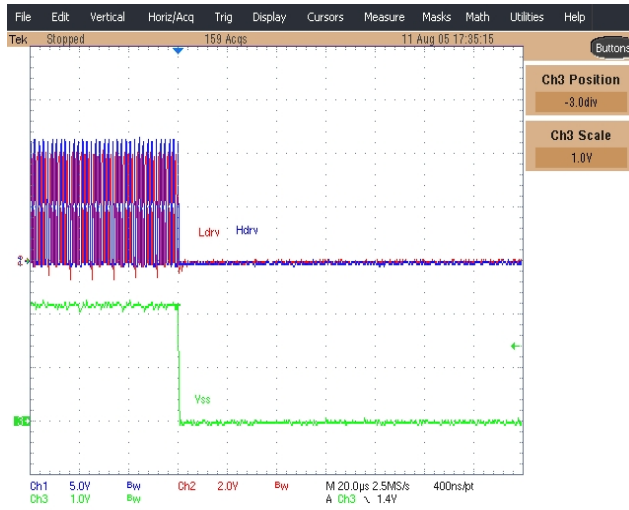 File Edit Vertical Horiz/Acq Trig Display Cursors Measure Masks Math Utilities Help
Tek Stopped 159 Acqs 11 Aug 05 17:35:15
Buttons
Ch3 Position
-3.0div
Ch3 Scale
1.0V
Ldrv Hdrv
Vss
Ch1 5.0V Bw Ch2 2.0V Bw M 20.0µs 2.5MS/s 400ns/pt
Ch3 1.0V Bw A Ch3 1.4V